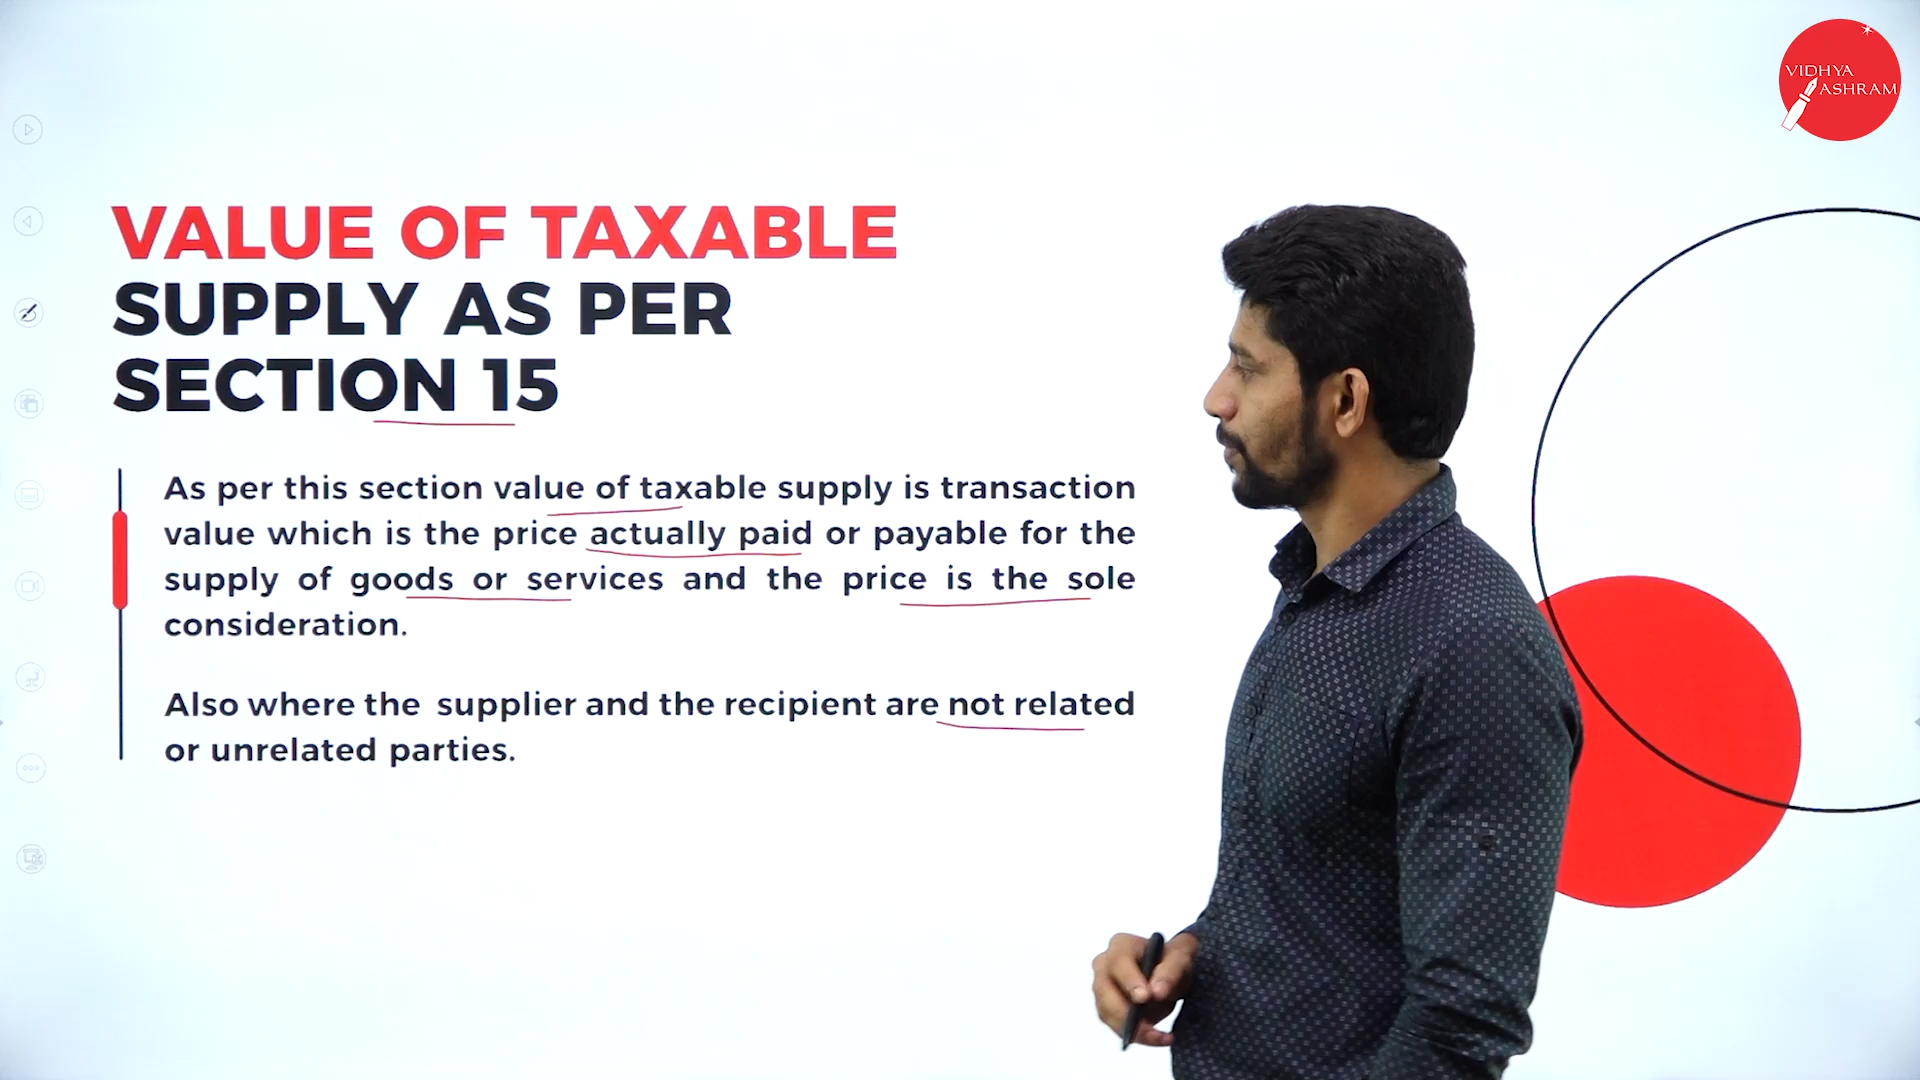 VIDHYA
ASHRAM
VALUE OF TAXABLE
SUPPLY AS PER
SECTION 15
As per this section value of taxable supply is transaction
value which is the price actually paid or payable for the
supply of goods or services and the price is the sole
consideration.
Also where the supplier and the recipient are not related
or unrelated parties.